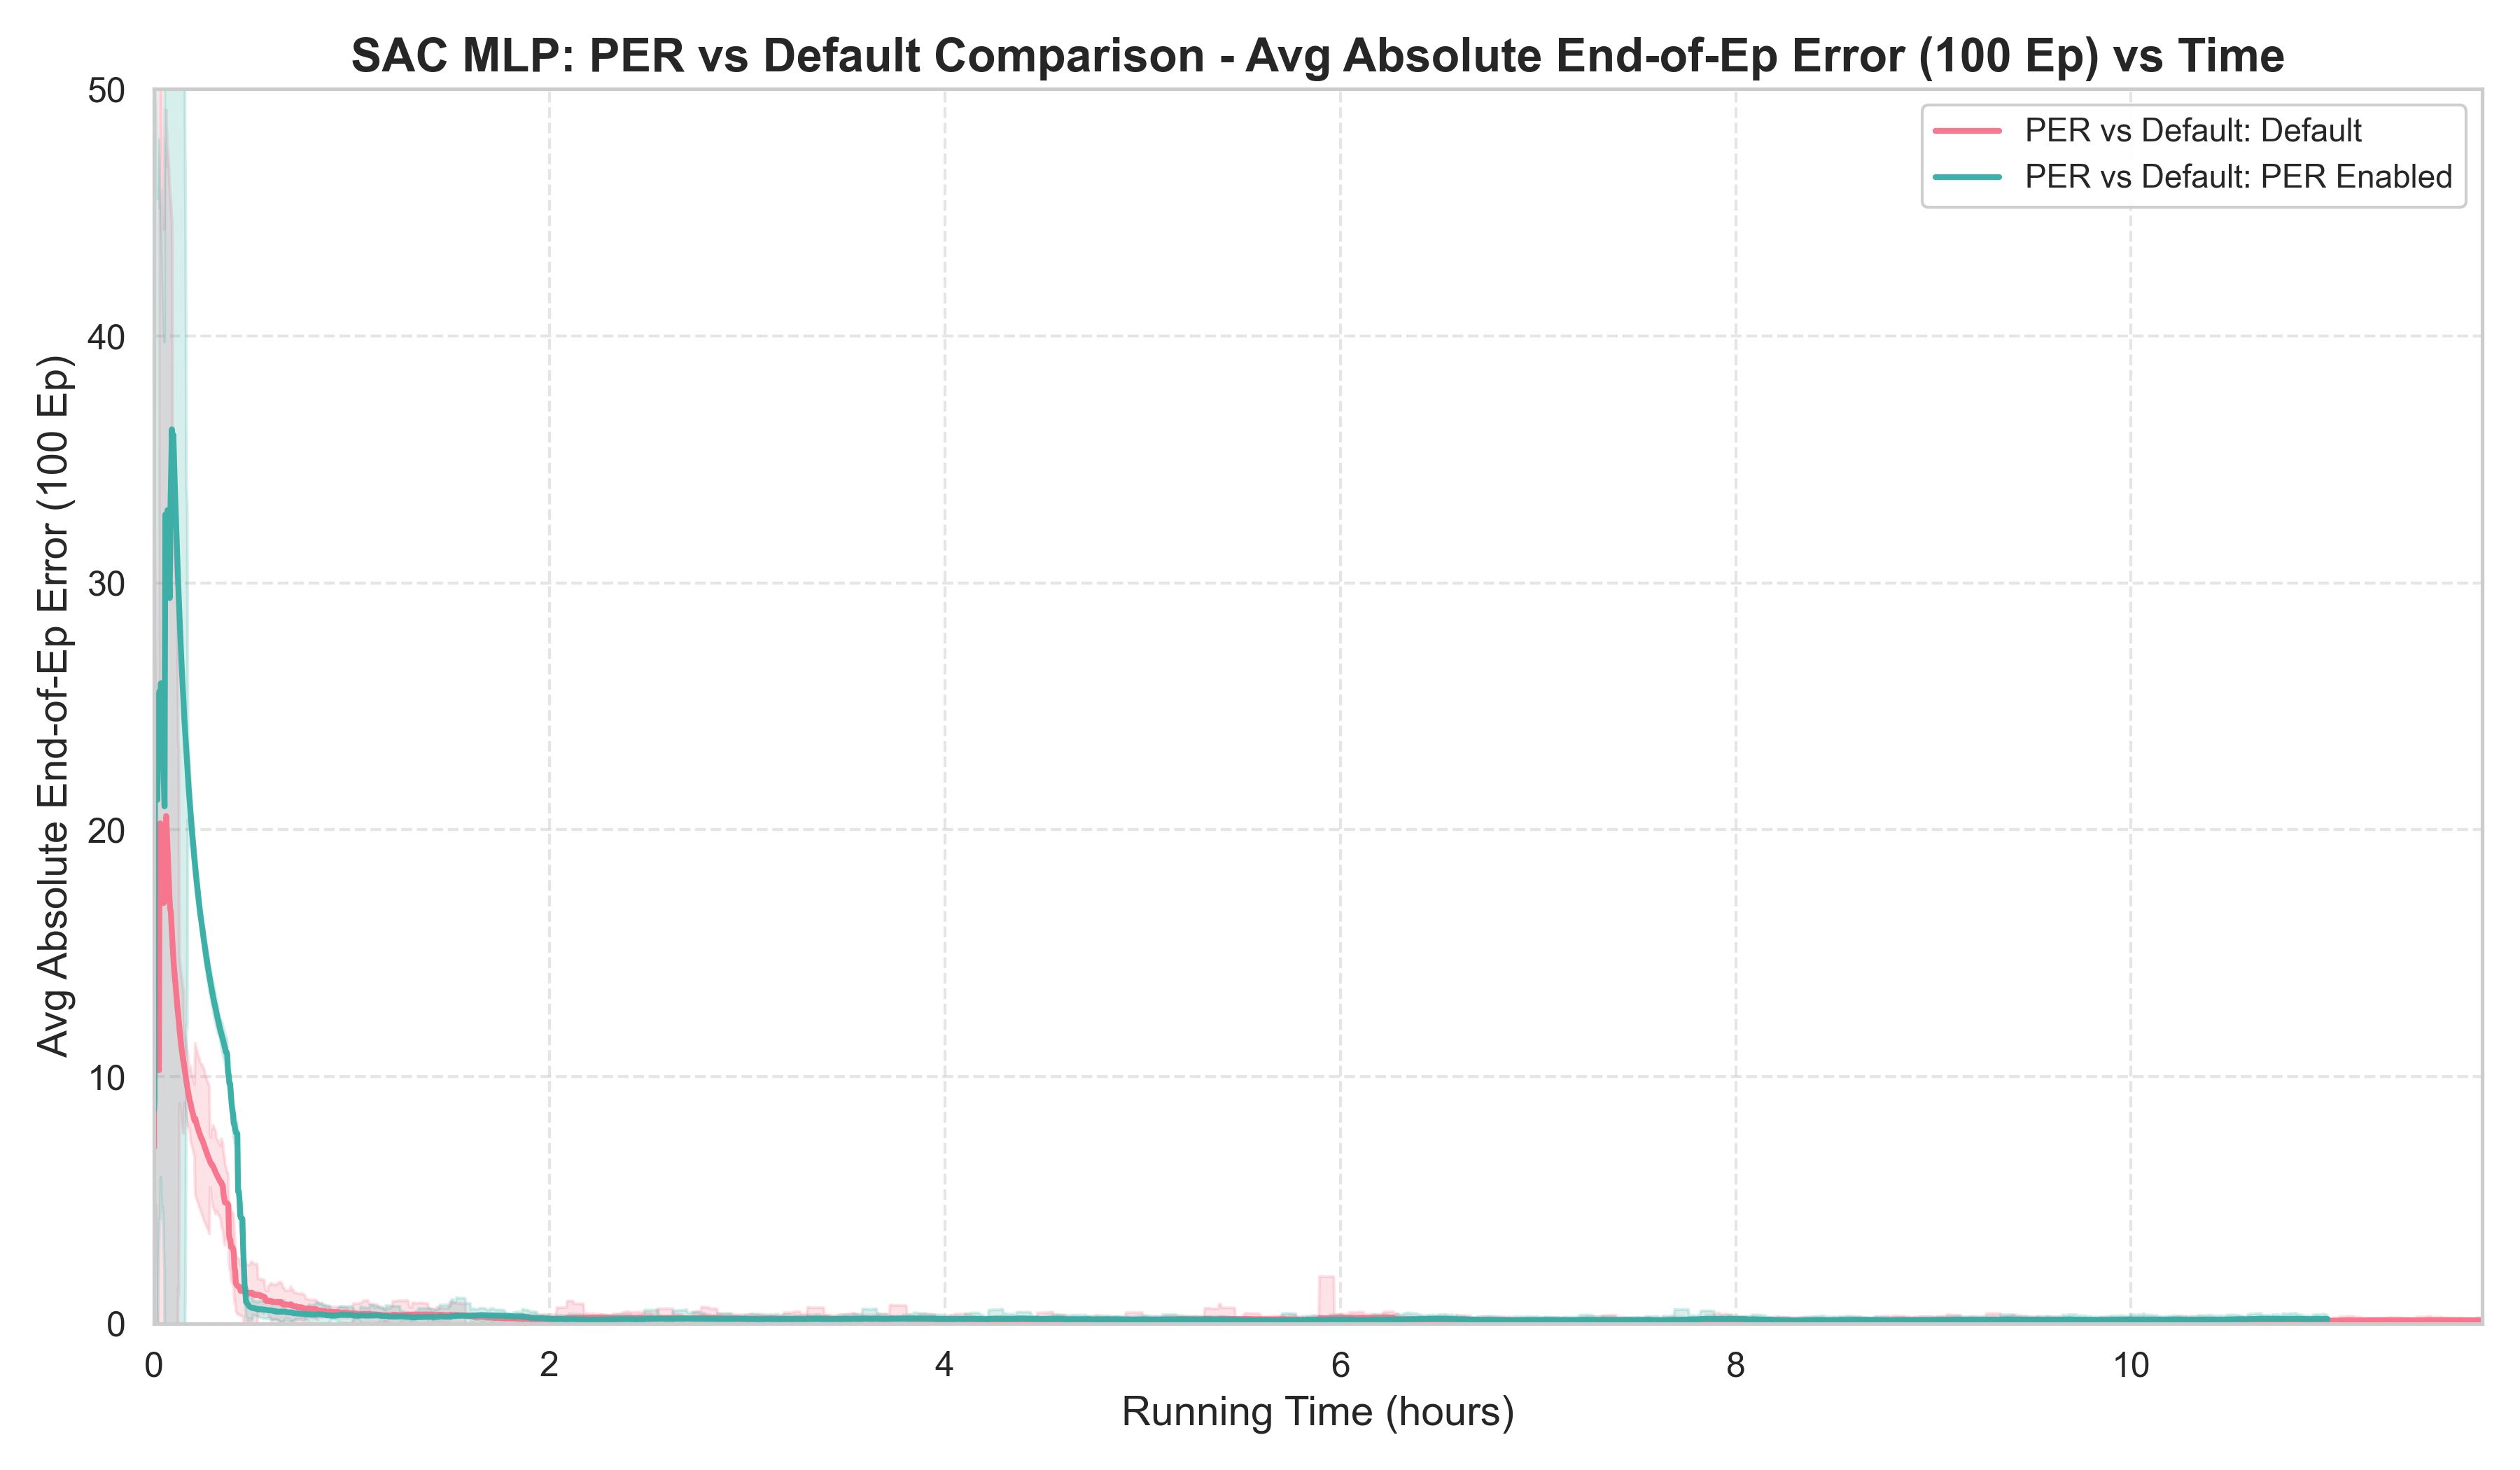 SAC MLP: PER vs Default Comparison - Avg Absolute End-of-Ep Error (100 Ep) vs Time
PER vs Default: Default
PER vs Default: PER Enabled
Avg Absolute End-of-Ep Error (100 Ep)
50
40
30
20
10
0
0 2 4 6 8 10
Running Time (hours)